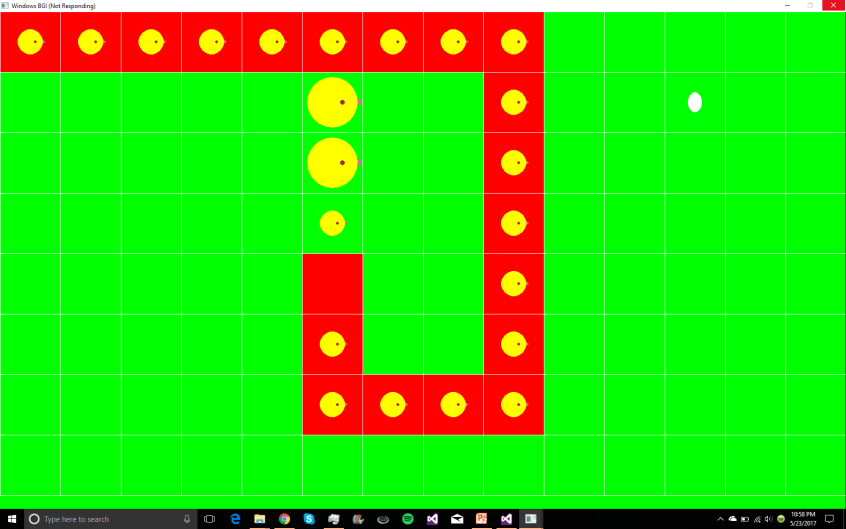 Windows BGI (Not Responding)
Type here to search
10:58 PM
5/23/2017